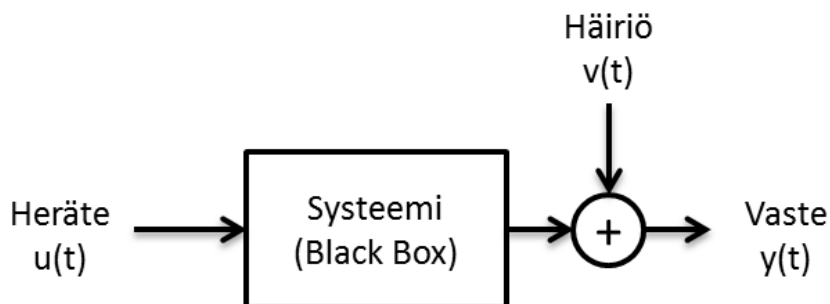 Häiriö
v(t)
Heräte
u(t)
Systeemi
(Black Box)
+
Vaste
y(t)